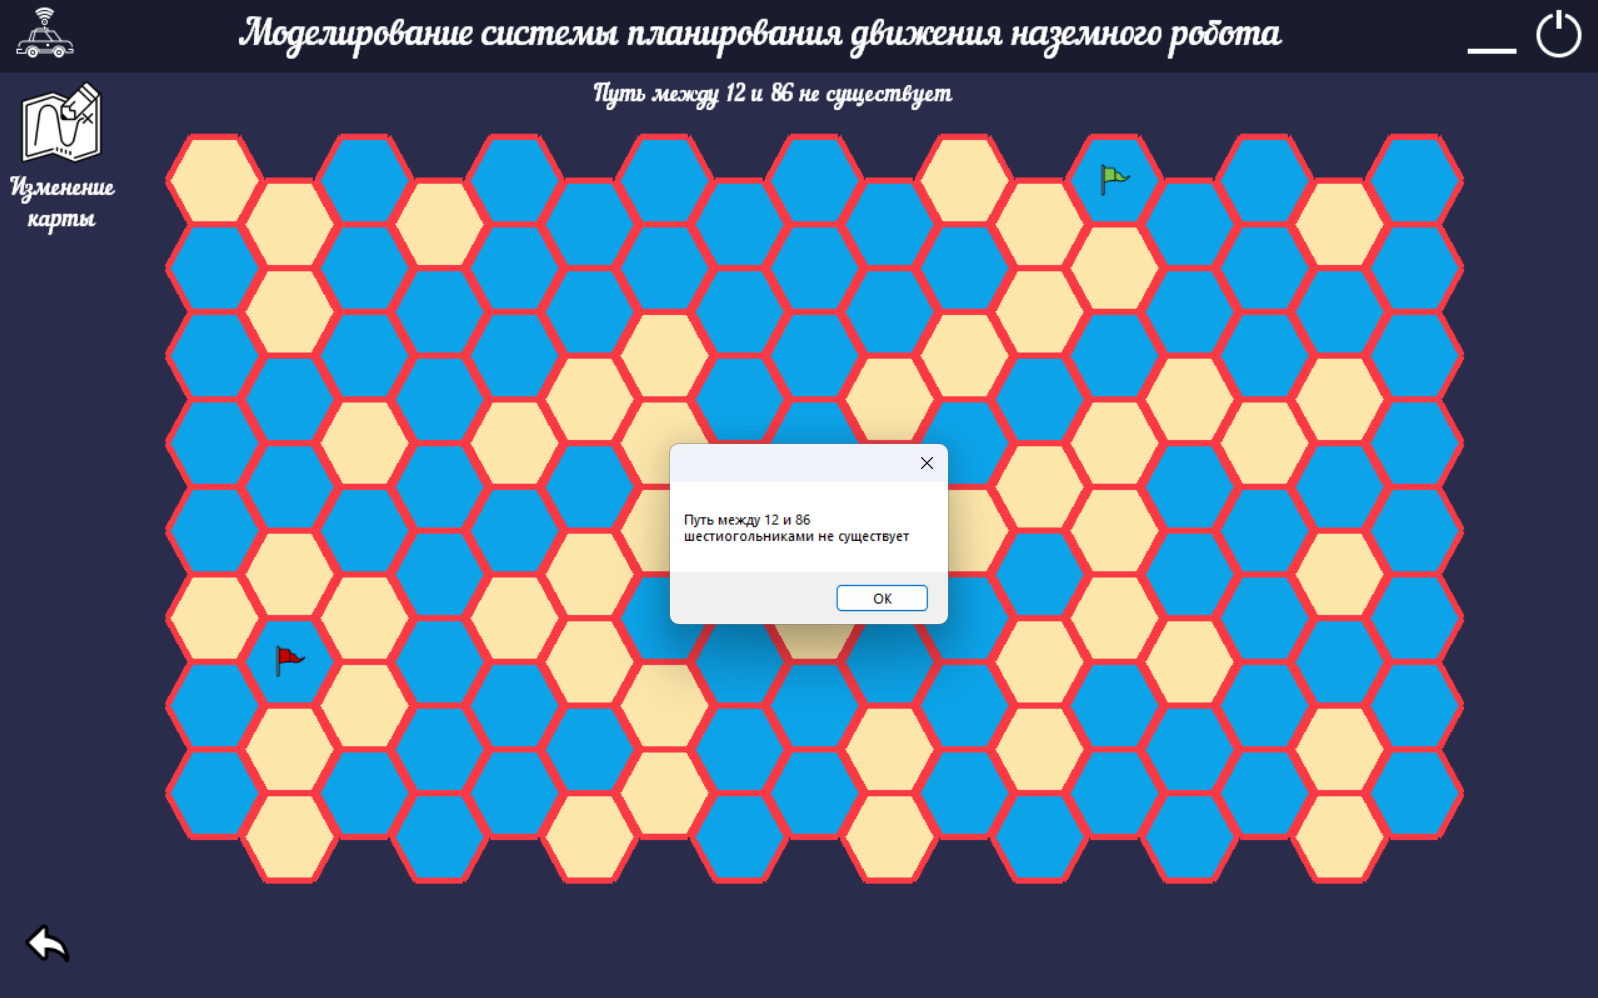 Моделирование системы планирования движения наземного робота
Путь между 12 и 86 не существует
Изменение
карты
Путь между 12 и 86
шестиогольниками не существует
ОК